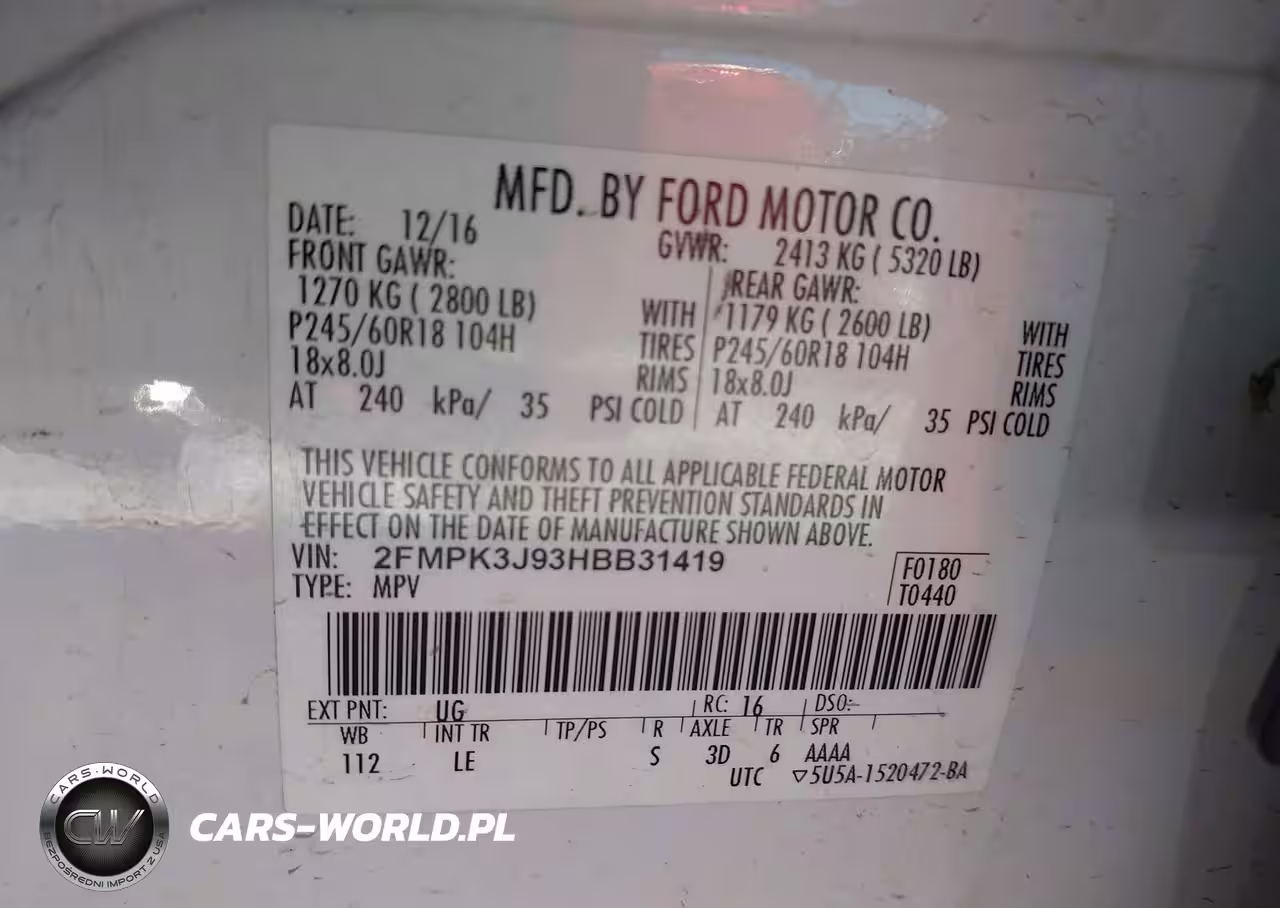 MFD. BY FORD MOTOR CO.
DATE: 12/16 GVWR: 2413 KG ( 5320 LB)
FRONT GAWR: REAR GAWR:
1270 KG ( 2800 LB) WITH 1179 KG ( 2600 LB) WITH
P245/60R18 104H TIRES P245/60R18 104H TIRES
18x8.0J RIMS 18x8.0J RIMS
AT 240 kPa/ 35 PSI COLD AT 240 kPa/ 35 PSI COLD
THIS VEHICLE CONFORMS TO ALL APPLICABLE FEDERAL MOTOR
VEHICLE SAFETY AND THEFT PREVENTION STANDARDS IN
EFFECT ON THE DATE OF MANUFACTURE SHOWN ABOVE.
VIN: 2FMPK3J93HBB31419
TYPE: MPV
F0180
T0440
EXT PNT: UG RC: 16 DSO:
WB INT TR TP/PS R AXLE TR SPR
112 LE S 3D 6 AAAA
UTC ▽5U5A-1520472-BA
CARS-WORLD
CW
BEZPOŚREDNI IMPORT Z USA
CARS-WORLD.PL